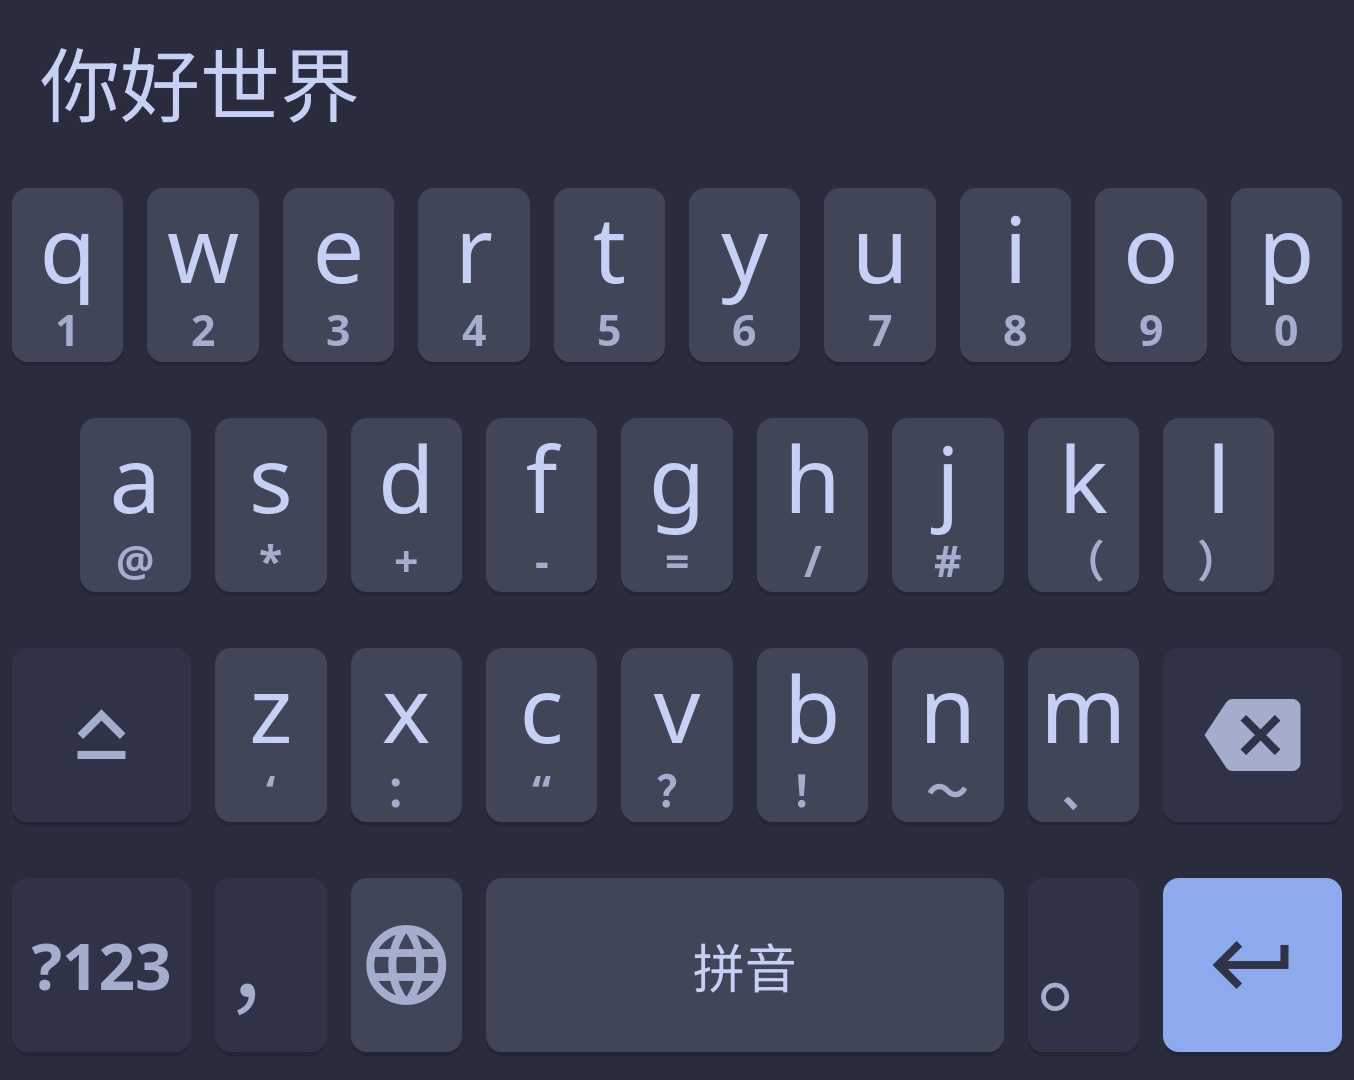 你好世界
q w e r t y u i o p
1 2 3 4 5 6 7 8 9 0
a s d f g h j k l
@ * + - = / # （ ）
z x c v b n m
‘ ： “ ？ ！ ～ 、
?123 ， 拼音 。